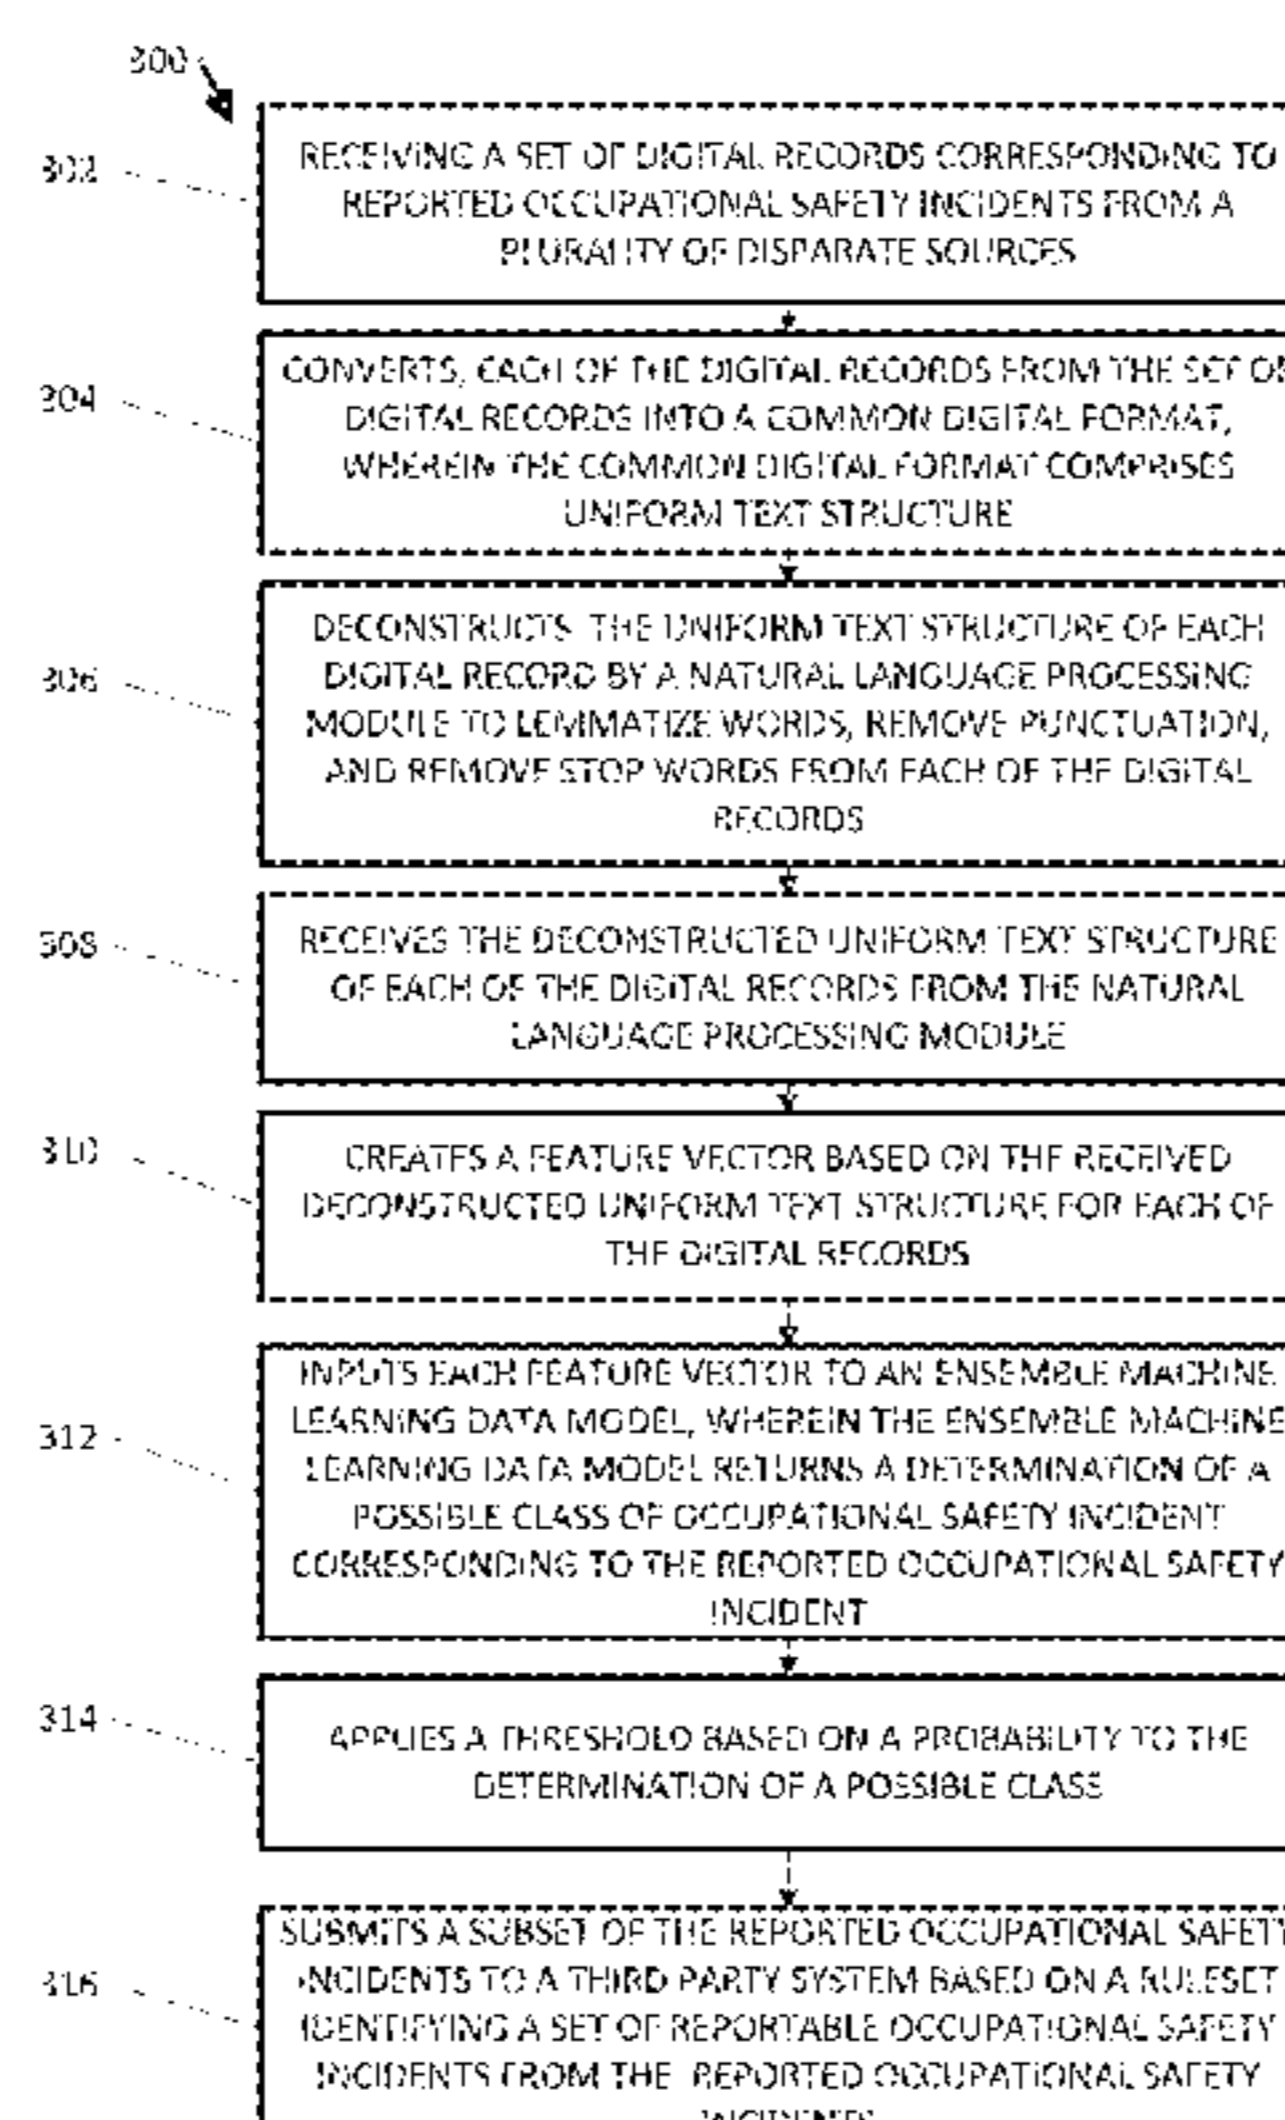 300
302
RECEIVING A SET OF DIGITAL RECORDS CORRESPONDING TO
REPORTED OCCUPATIONAL SAFETY INCIDENTS FROM A
PLURALITY OF DISPARATE SOURCES
304
CONVERTS, EACH OF THE DIGITAL RECORDS FROM THE SET OF
DIGITAL RECORDS INTO A COMMON DIGITAL FORMAT,
WHEREIN THE COMMON DIGITAL FORMAT COMPRISES
UNIFORM TEXT STRUCTURE
306
DECONSTRUCTS THE UNIFORM TEXT STRUCTURE OF EACH
DIGITAL RECORD BY A NATURAL LANGUAGE PROCESSING
MODULE TO LEMMATIZE WORDS, REMOVE PUNCTUATION,
AND REMOVE STOP WORDS FROM EACH OF THE DIGITAL
RECORDS
308
RECEIVES THE DECONSTRUCTED UNIFORM TEXT STRUCTURE
OF EACH OF THE DIGITAL RECORDS FROM THE NATURAL
LANGUAGE PROCESSING MODULE
310
CREATES A FEATURE VECTOR BASED ON THE RECEIVED
DECONSTRUCTED UNIFORM TEXT STRUCTURE FOR EACH OF
THE DIGITAL RECORDS
312
INPUTS EACH FEATURE VECTOR TO AN ENSEMBLE MACHINE
LEARNING DATA MODEL, WHEREIN THE ENSEMBLE MACHINE
LEARNING DATA MODEL RETURNS A DETERMINATION OF A
POSSIBLE CLASS OF OCCUPATIONAL SAFETY INCIDENT
CORRESPONDING TO THE REPORTED OCCUPATIONAL SAFETY
INCIDENT
314
APPLIES A THRESHOLD BASED ON A PROBABILITY TO THE
DETERMINATION OF A POSSIBLE CLASS
316
SUBMITS A SUBSET OF THE REPORTED OCCUPATIONAL SAFETY
INCIDENTS TO A THIRD PARTY SYSTEM BASED ON A RULESET
IDENTIFYING A SET OF REPORTABLE OCCUPATIONAL SAFETY
INCIDENTS FROM THE REPORTED OCCUPATIONAL SAFETY